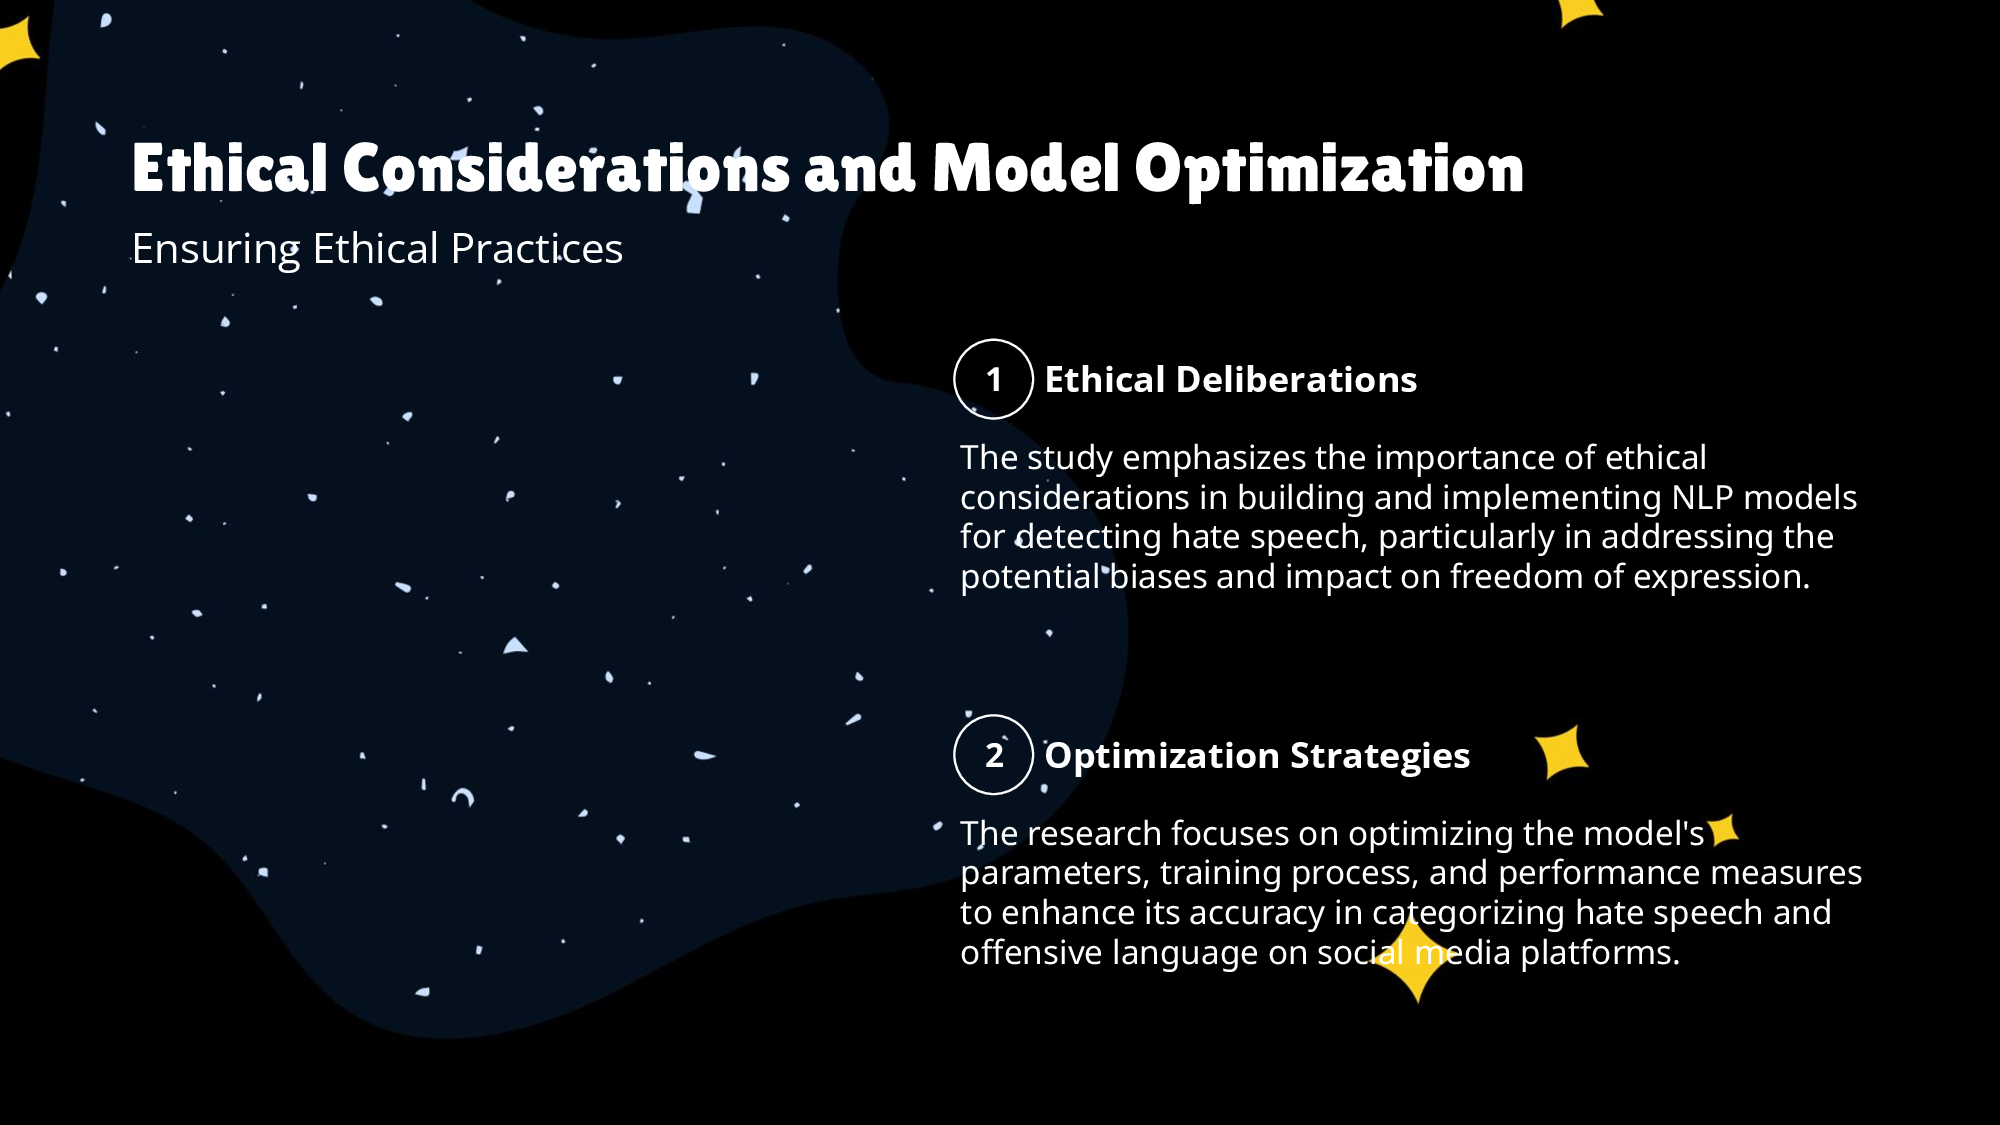 Ethical Considerations and Model Optimization
Ensuring Ethical Practices
1 Ethical Deliberations
The study emphasizes the importance of ethical
considerations in building and implementing NLP models
for detecting hate speech, particularly in addressing the
potential biases and impact on freedom of expression.
2 Optimization Strategies
The research focuses on optimizing the model's
parameters, training process, and performance measures
to enhance its accuracy in categorizing hate speech and
offensive language on social media platforms.